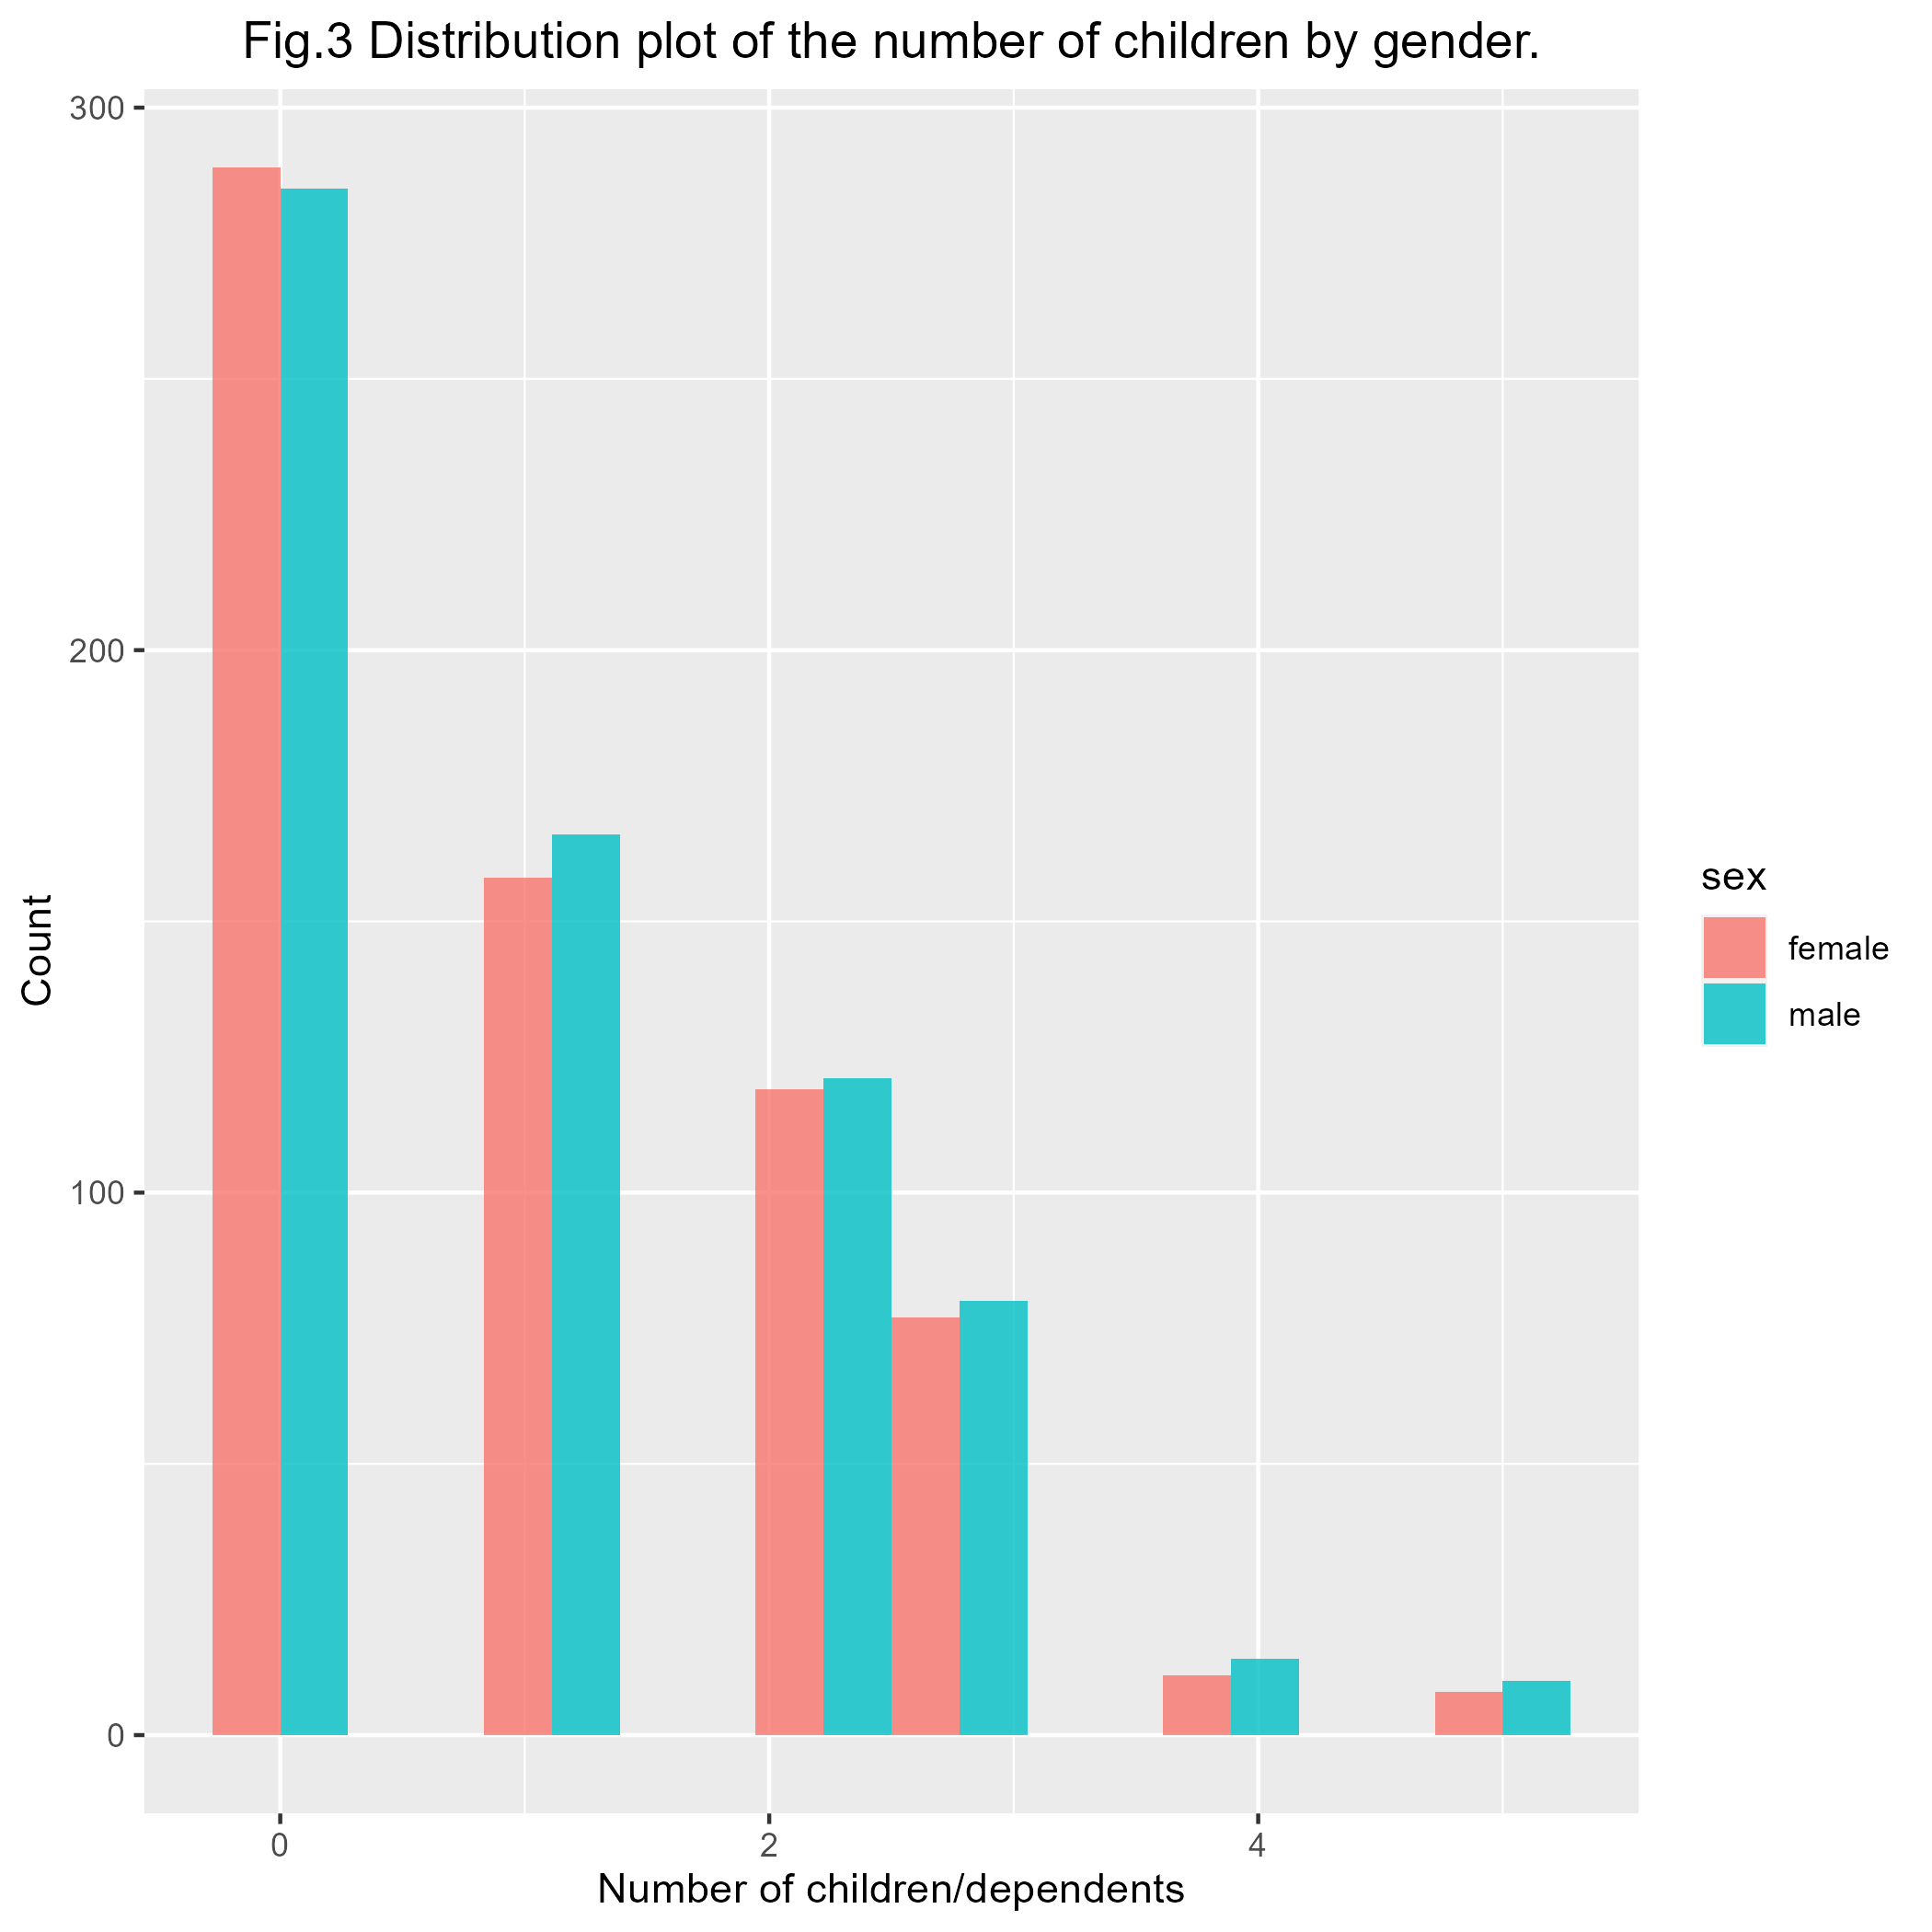 Fig.3 Distribution plot of the number of children by gender.
300
200
100
0
Count
0 2 4
Number of children/dependents
sex
female
male